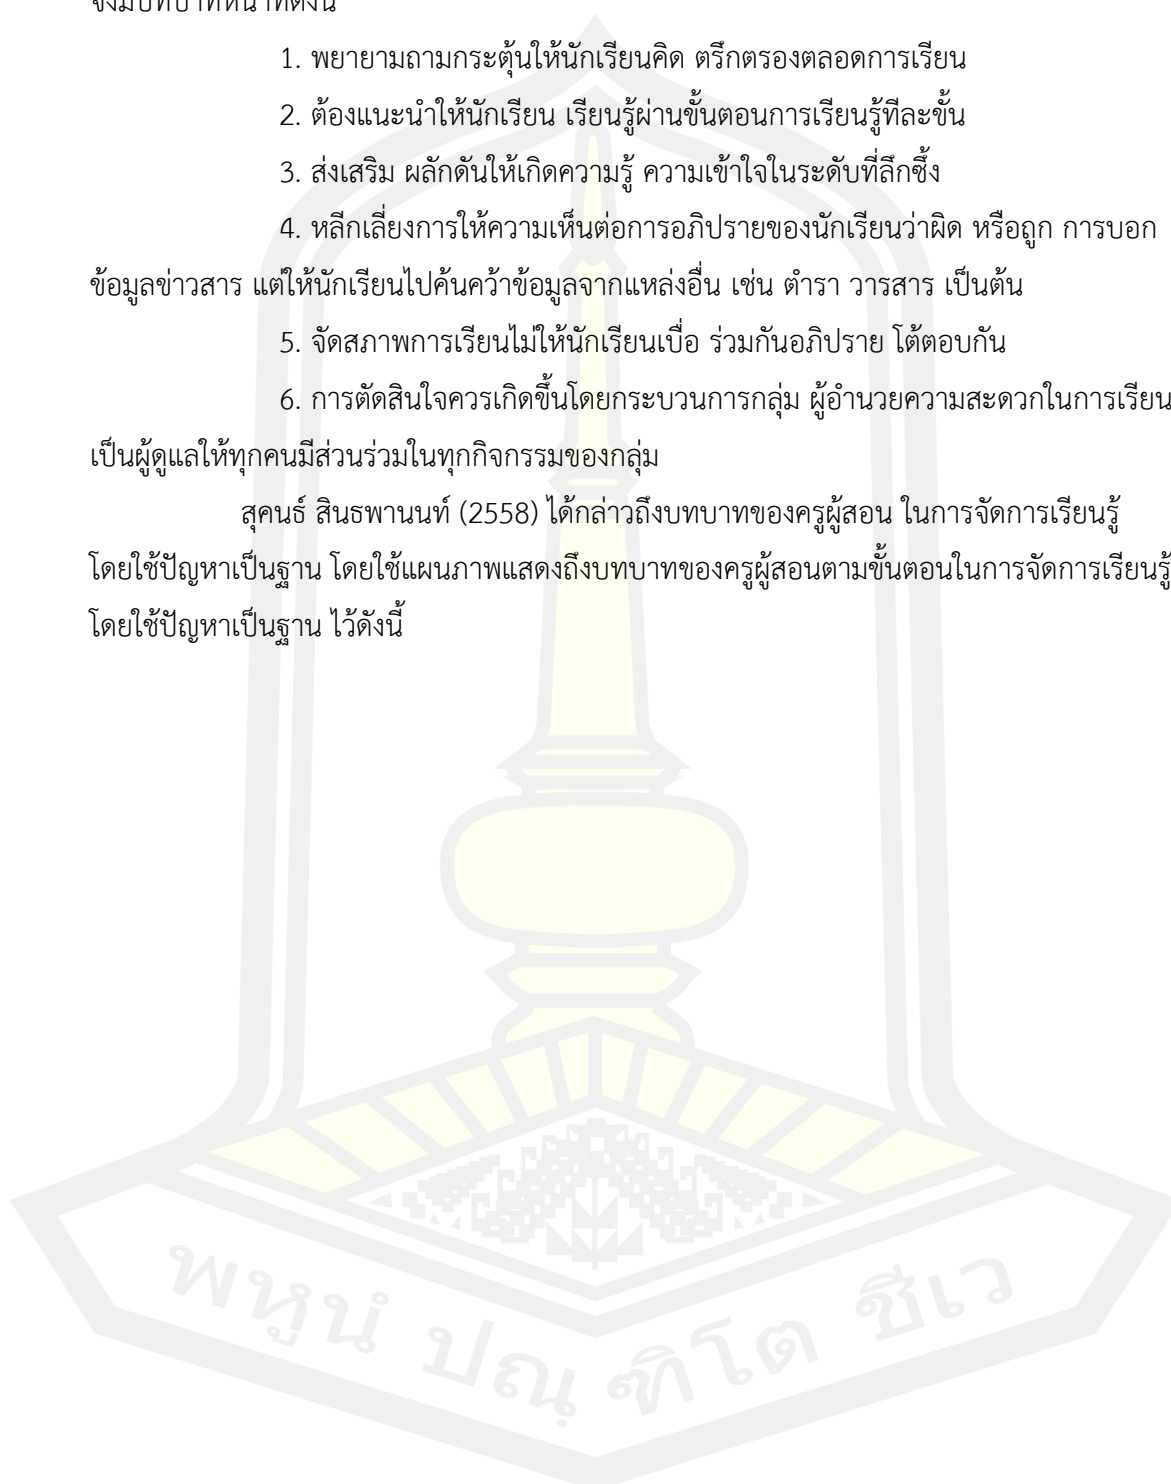 จึงมีบทบาทหน้าที่ดังนี้
1. พยายามถามกระตุ้นให้นักเรียนคิด ตรึกตรองตลอดการเรียน
2. ต้องแนะนำให้นักเรียน เรียนรู้ผ่านขั้นตอนการเรียนรู้ทีละขั้น
3. ส่งเสริม ผลักดันให้เกิดความรู้ ความเข้าใจในระดับที่ลึกซึ้ง
4. หลีกเลี่ยงการให้ความเห็นต่อการอภิปรายของนักเรียนว่าผิด หรือถูก การบอก
ข้อมูลข่าวสาร แต่ให้นักเรียนไปค้นคว้าข้อมูลจากแหล่งอื่น เช่น ตำรา วารสาร เป็นต้น
5. จัดสภาพการเรียนไม่ให้นักเรียนเบื่อ ร่วมกันอภิปราย โต้ตอบกัน
6. การตัดสินใจควรเกิดขึ้นโดยกระบวนการกลุ่ม ผู้อำนวยความสะดวกในการเรียน
เป็นผู้ดูแลให้ทุกคนมีส่วนร่วมในทุกกิจกรรมของกลุ่ม
สุคนธ์ สินธพานนท์ (2558) ได้กล่าวถึงบทบาทของครูผู้สอน ในการจัดการเรียนรู้
โดยใช้ปัญหาเป็นฐาน โดยใช้แผนภาพแสดงถึงบทบาทของครูผู้สอนตามขั้นตอนในการจัดการเรียนรู้
โดยใช้ปัญหาเป็นฐาน ไว้ดังนี้
พหูนํ ปณฺ ฑิโต ชีเว